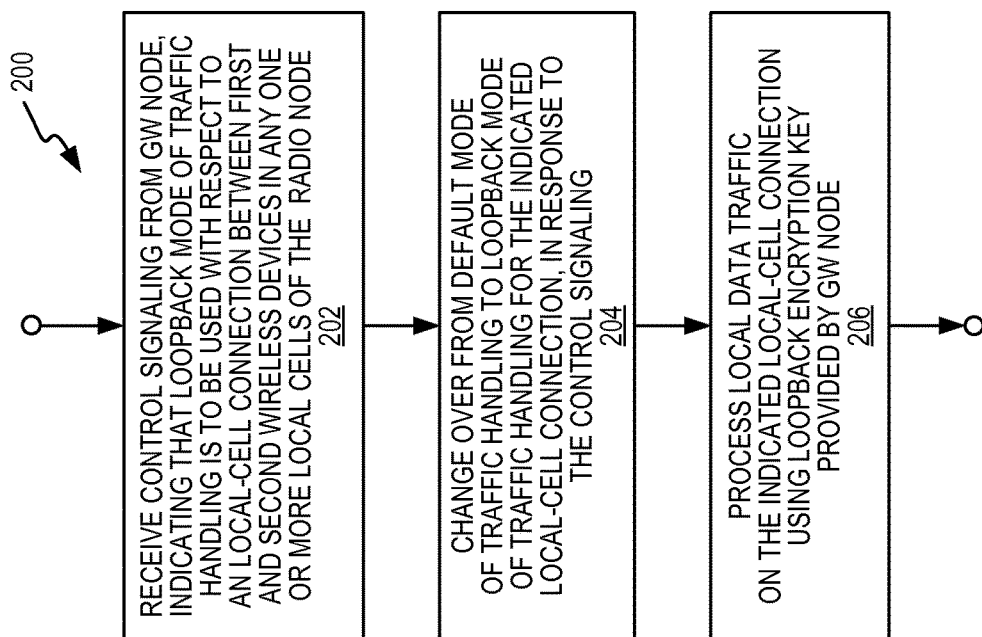 200
RECEIVE CONTROL SIGNALING FROM GW NODE,
INDICATING THAT LOOPBACK MODE OF TRAFFIC
HANDLING IS TO BE USED WITH RESPECT TO
AN LOCAL-CELL CONNECTION BETWEEN FIRST
AND SECOND WIRELESS DEVICES IN ANY ONE
OR MORE LOCAL CELLS OF THE RADIO NODE
202
CHANGE OVER FROM DEFAULT MODE
OF TRAFFIC HANDLING TO LOOPBACK MODE
OF TRAFFIC HANDLING FOR THE INDICATED
LOCAL-CELL CONNECTION, IN RESPONSE TO
THE CONTROL SIGNALING
204
PROCESS LOCAL DATA TRAFFIC
ON THE INDICATED LOCAL-CELL CONNECTION
USING LOOPBACK ENCRYPTION KEY
PROVIDED BY GW NODE
206